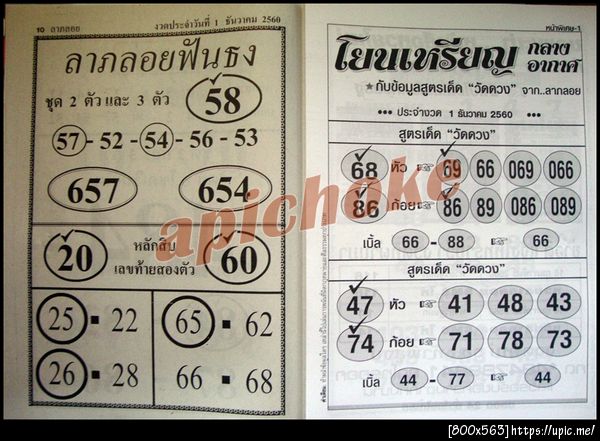 10 ลาภลอย
งวดประจำวันที่ 1 ธันวาคม 2560
ลาภลอยฟันธง
ชุด 2 ตัว และ 3 ตัว 58
57 - 52 - 54 - 56 - 53
657 654
20 หลักสิบ 60
เลขท้ายสองตัว
25 ▪ 22 65 ▪ 62
26 ▪ 28 66 ▪ 68
หน้าพิเศษ-1
โยนเหรียญ กลาง
อากาศ
★กับข้อมูลสูตรเด็ด "วัดดวง" จาก..ลาภลอย
••• ประจำงวด 1 ธันวาคม 2560 •••
สูตรเด็ด "วัดดวง"
68 หัว ☞ 69 66 069 066
86 ก้อย ☞ 86 89 086 089
เบิ้ล 66 - 88 ☞ 66
สูตรเด็ด "วัดดวง"
47 หัว ☞ 41 48 43
74 ก้อย ☞ 71 78 73
เบิ้ล 44 - 77 ☞ 44
apichoke
[800x563]https://upic.me/